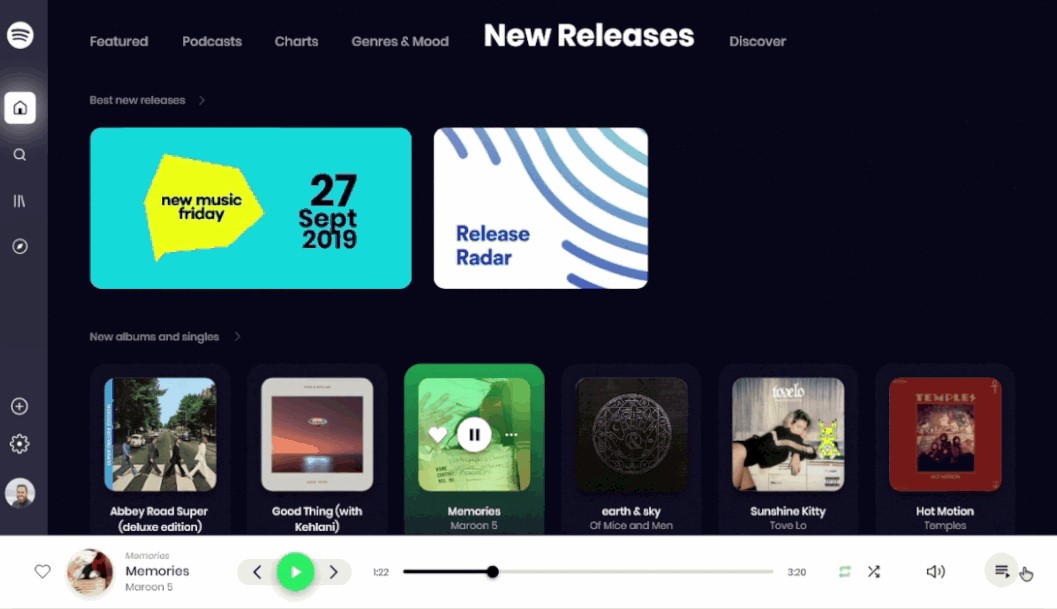 Featured
Podcasts
Charts
Genres & Mood
New Releases
Discover
Best new releases
new music
friday
27
Sept
2019
Release
Radar
New albums and singles
tove lo
TEMPLES
HOT MOTION
Abbey Road Super
(deluxe edition)
Good Thing (with
Kehlani)
Memories
Maroon 5
earth & sky
Of Mice and Men
Sunshine Kitty
Tove Lo
Hot Motion
Temples
Memories
Memories
Maroon 5
1:22
3:20